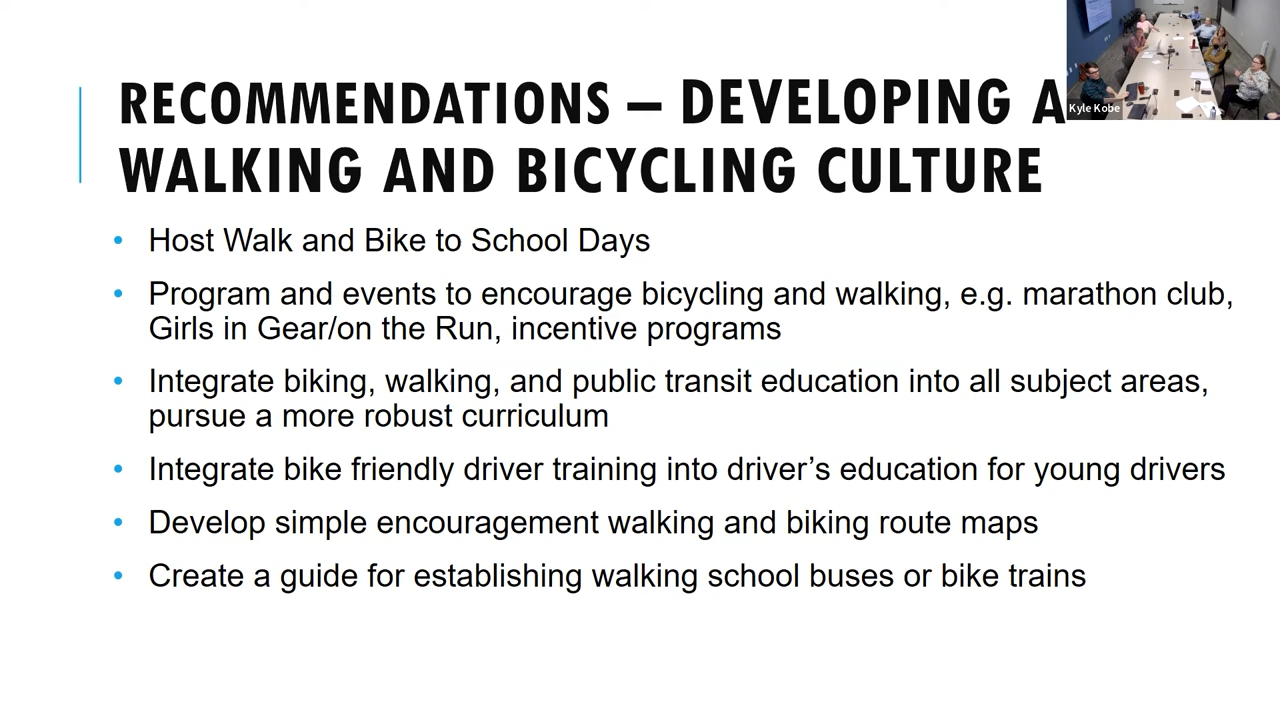 RECOMMENDATIONS – DEVELOPING A
WALKING AND BICYCLING CULTURE
Kyle Kobe
• Host Walk and Bike to School Days
• Program and events to encourage bicycling and walking, e.g. marathon club,
Girls in Gear/on the Run, incentive programs
• Integrate biking, walking, and public transit education into all subject areas,
pursue a more robust curriculum
• Integrate bike friendly driver training into driver’s education for young drivers
• Develop simple encouragement walking and biking route maps
• Create a guide for establishing walking school buses or bike trains